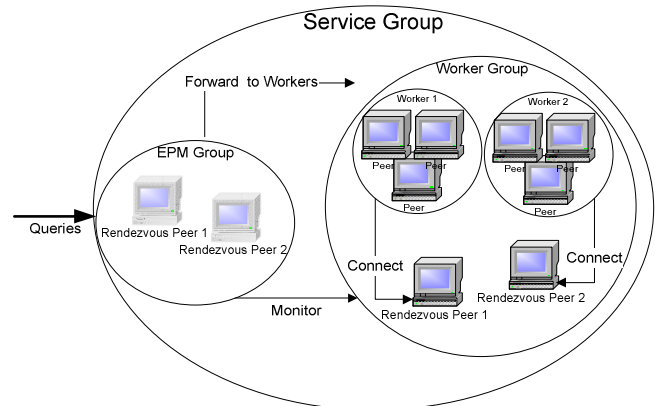 Service Group
Worker Group
Forward to Workers
Worker 1
Worker 2
EPM Group
Peer
Peer
Peer
Peer
Peer
Peer
Queries
Rendezvous Peer 1
Rendezvous Peer 2
Connect
Connect
Monitor
Rendezvous Peer 1
Rendezvous Peer 2